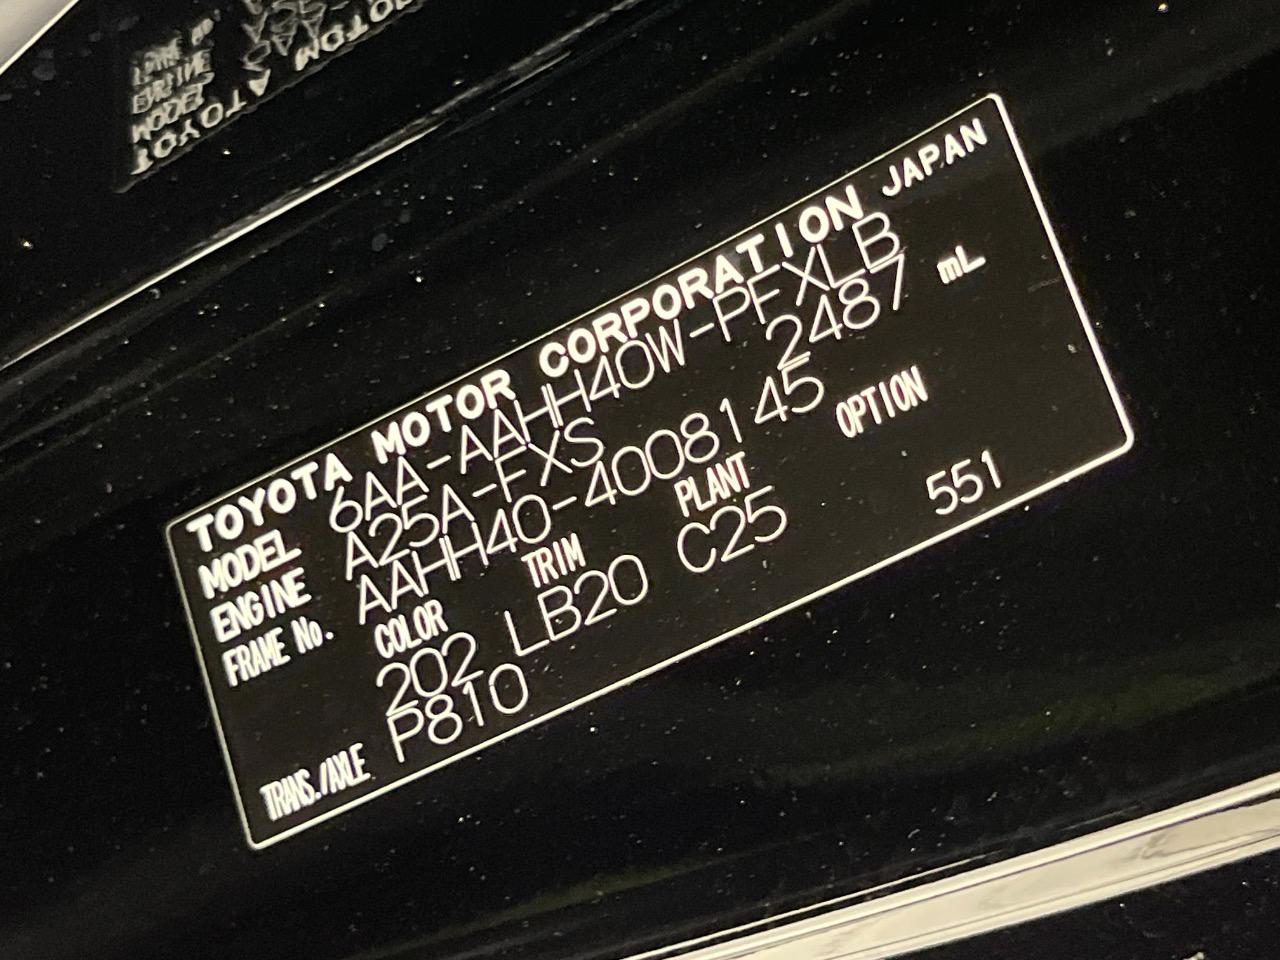 TOYOTA MOTOR CORPORATION JAPAN
MODEL 6AA-AAHH40W-PFXLB
ENGINE A25A-FXS 2487 mL
FRAME No. AAHH40-4008145
COLOR TRIM PLANT OPTION
202 LB20 C25 551
TRANS./AXLE P810